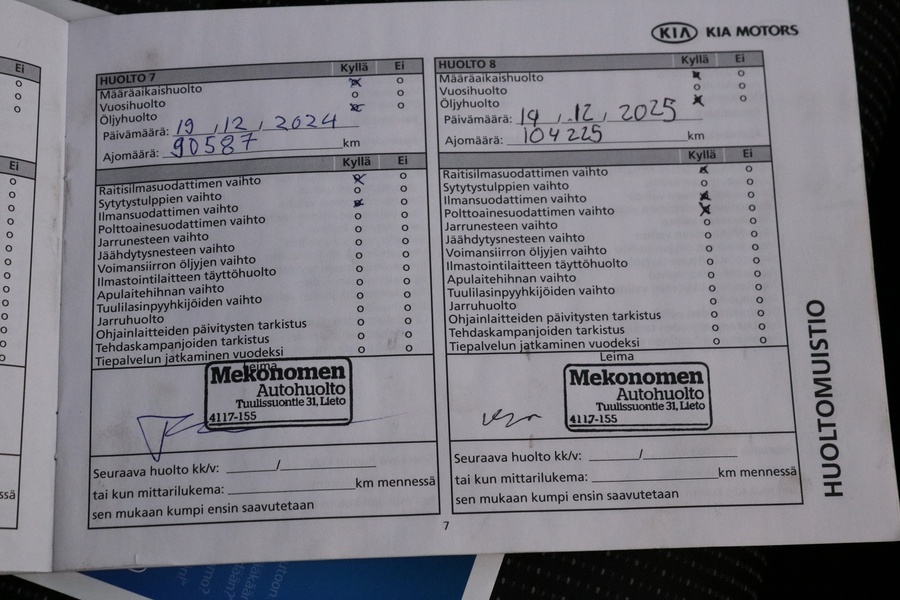 KIA KIA MOTORS
Ei
Ei
HUOLTO 7 Kyllä Ei
Määräaikaishuolto
Vuosihuolto
Öljyhuolto
Päivämäärä: 19 , 12 , 2024
Ajomäärä: 90587 km
Kyllä Ei
Raitisilmasuodattimen vaihto
Sytytystulppien vaihto
Ilmansuodattimen vaihto
Polttoainesuodattimen vaihto
Jarrunesteen vaihto
Jäähdytysnesteen vaihto
Voimansiirron öljyjen vaihto
Ilmastointilaitteen täyttöhuolto
Apulaitehihnan vaihto
Tuulilasinpyyhkijöiden vaihto
Jarruhuolto
Ohjainlaitteiden päivitysten tarkistus
Tehdaskampanjoiden tarkistus
Tiepalvelun jatkaminen vuodeksi
Leima
Mekonomen
Autohuolto
Tuulissuontie 31, Lieto
4117-155
Seuraava huolto kk/v: /
tai kun mittarilukema: km mennessä
sen mukaan kumpi ensin saavutetaan
HUOLTO 8 Kyllä Ei
Määräaikaishuolto
Vuosihuolto
Öljyhuolto
Päivämäärä: 19 , 12 , 2025
Ajomäärä: 104225 km
Kyllä Ei
Raitisilmasuodattimen vaihto
Sytytystulppien vaihto
Ilmansuodattimen vaihto
Polttoainesuodattimen vaihto
Jarrunesteen vaihto
Jäähdytysnesteen vaihto
Voimansiirron öljyjen vaihto
Ilmastointilaitteen täyttöhuolto
Apulaitehihnan vaihto
Tuulilasinpyyhkijöiden vaihto
Jarruhuolto
Ohjainlaitteiden päivitysten tarkistus
Tehdaskampanjoiden tarkistus
Tiepalvelun jatkaminen vuodeksi
Leima
Mekonomen
Autohuolto
Tuulissuontie 31, Lieto
4117-155
Seuraava huolto kk/v: /
tai kun mittarilukema: km mennessä
sen mukaan kumpi ensin saavutetaan
HUOLTOMUISTIO
7